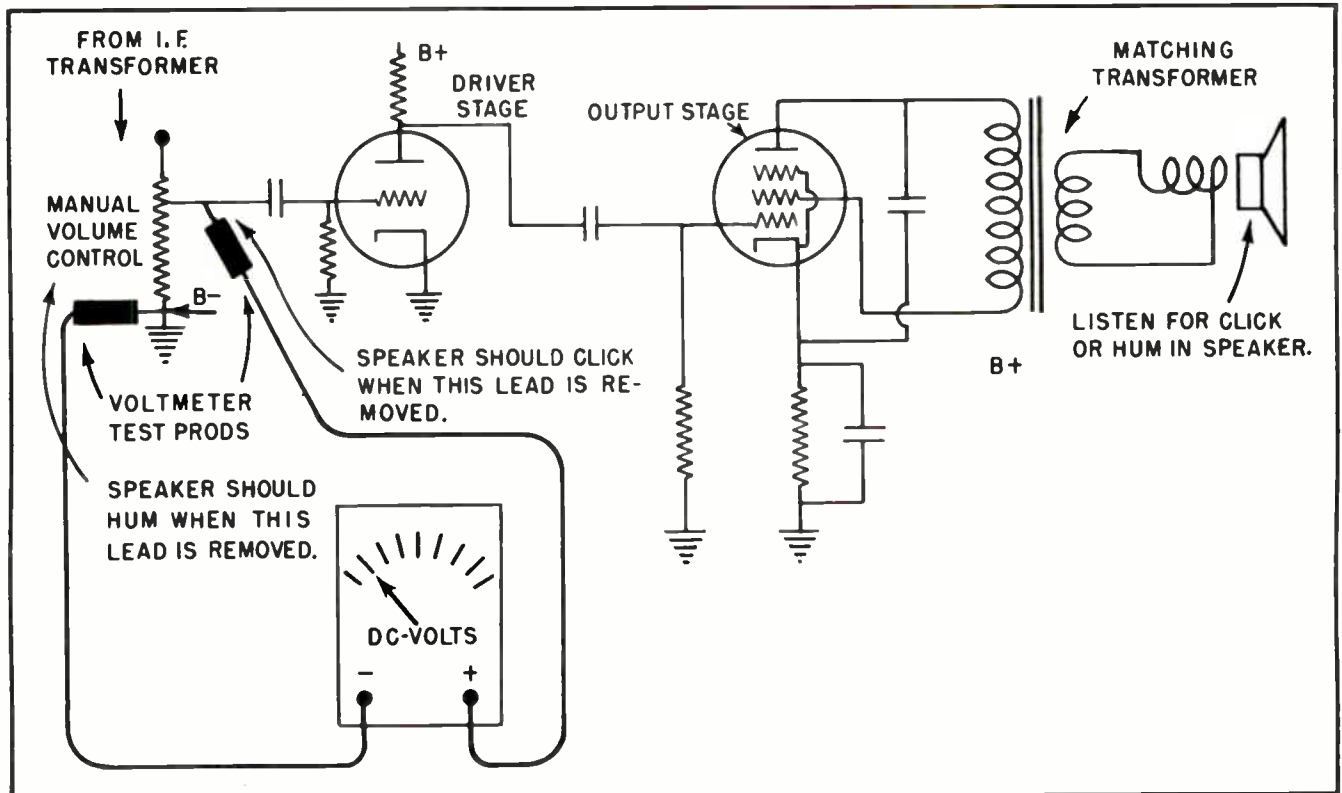 FROM I.F.
TRANSFORMER
B+
DRIVER
STAGE
OUTPUT STAGE
MATCHING
TRANSFORMER
MANUAL
VOLUME
CONTROL
B-
LISTEN FOR CLICK
OR HUM IN SPEAKER.
B+
SPEAKER SHOULD CLICK
WHEN THIS LEAD IS RE-
MOVED.
VOLTMETER
TEST PRODS
SPEAKER SHOULD
HUM WHEN THIS
LEAD IS REMOVED.
DC-VOLTS
- +